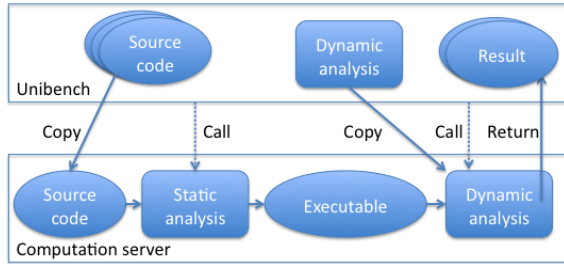 Source
code
Dynamic
analysis
Result
Unibench
Copy
Call
Copy
Call
Return
Source
code
Static
analysis
Executable
Dynamic
analysis
Computation server